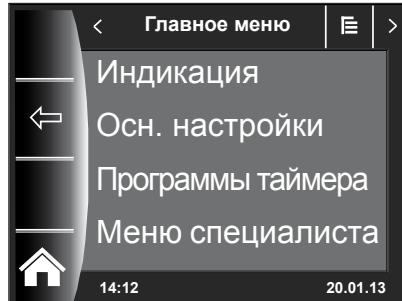 < Главное меню >
Индикация
Осн. настройки
Программы таймера
Меню специалиста
14:12 20.01.13